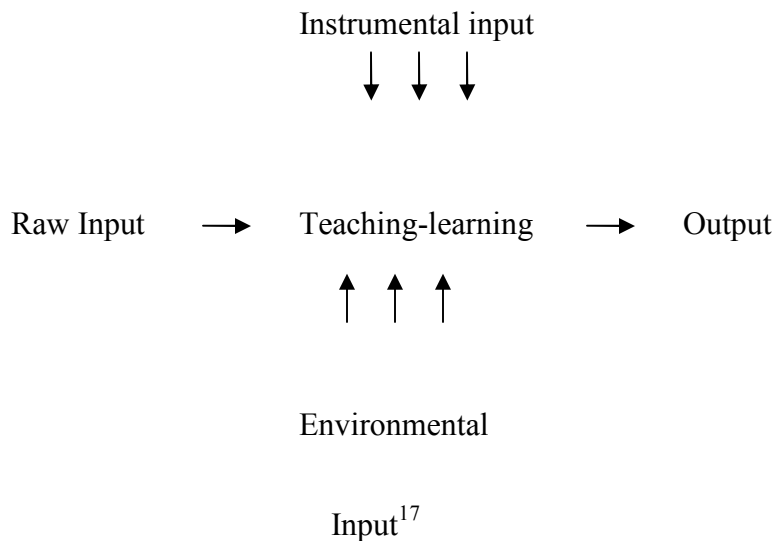 Instrumental input
Raw Input → Teaching-learning → Output
Environmental
Input17